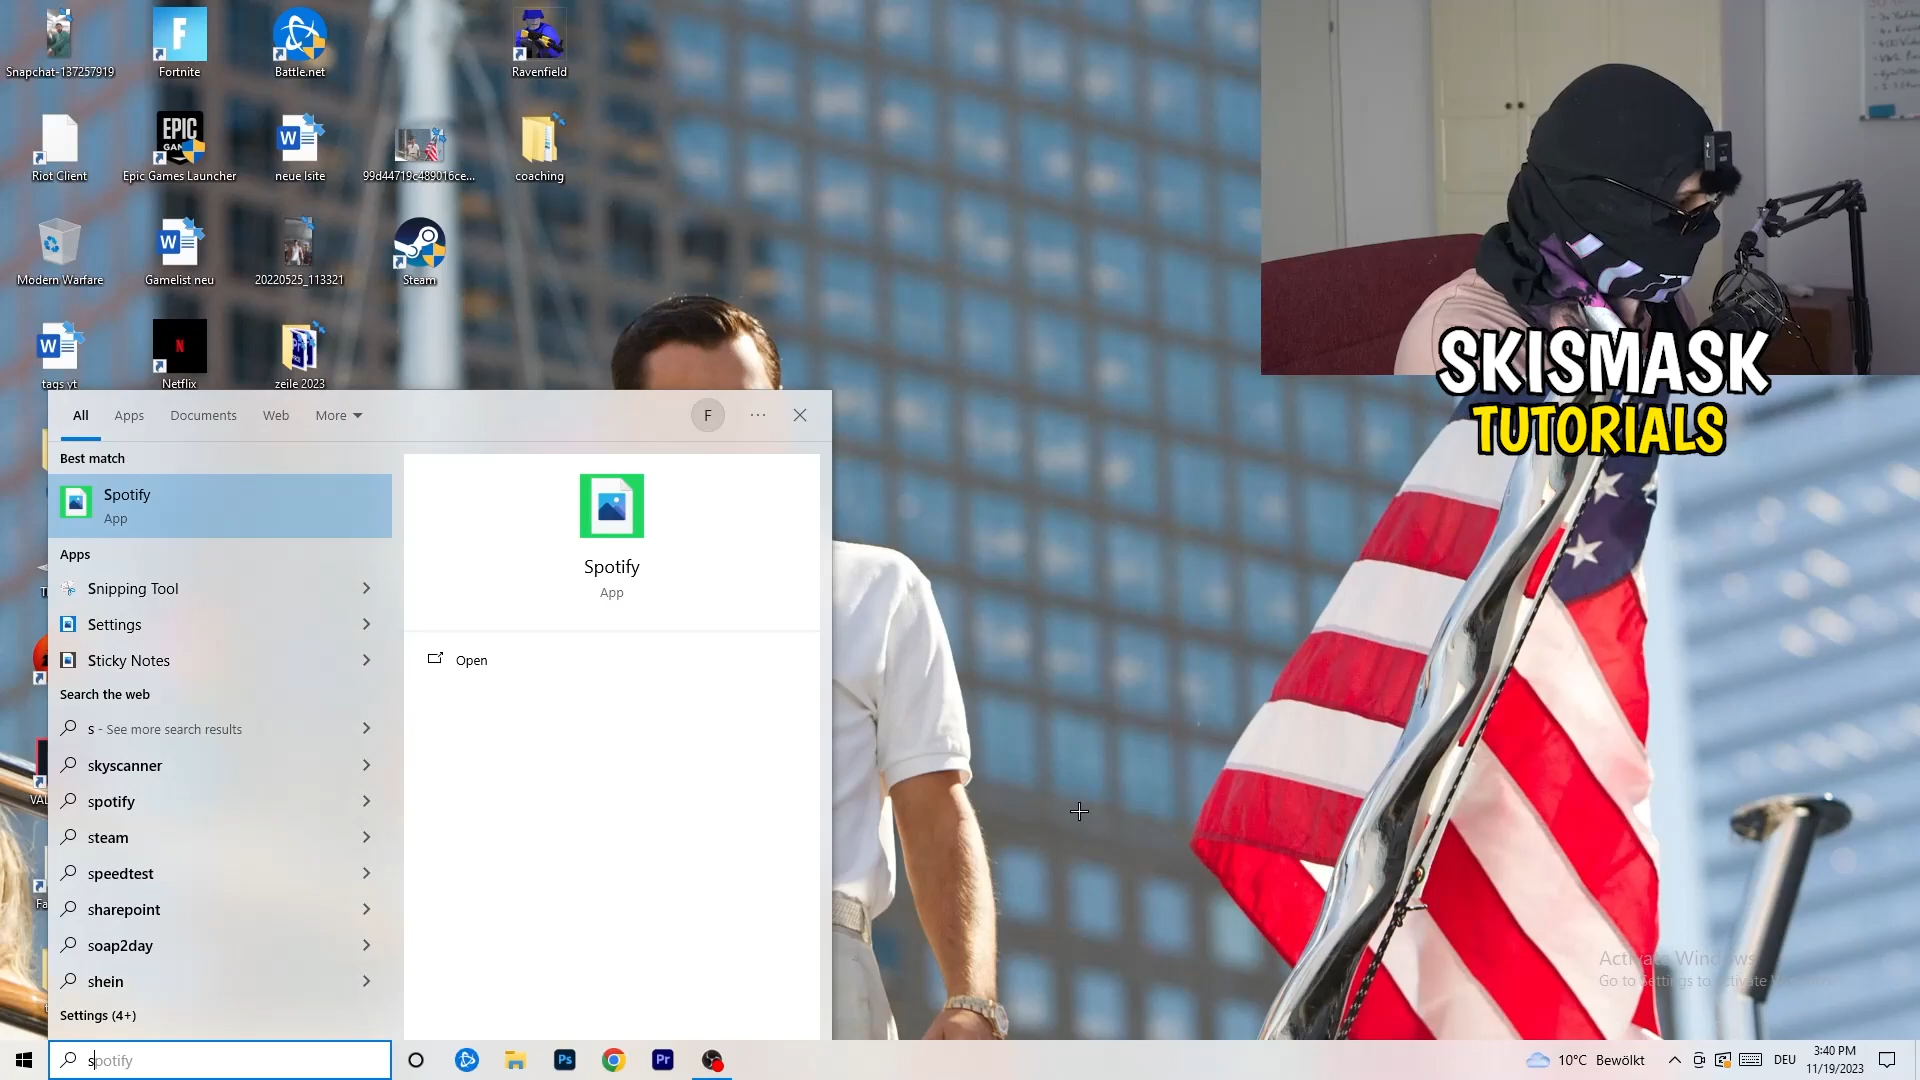 Snapchat-137257919
Fortnite
Battle.net
Ravenfield
EPIC
Riot Client
Epic Games Launcher
neue lsite
99d44719c489016ce...
coaching
Modern Warfare
Gamelist neu
20220525_113321
Steam
tags yt
Netflix
zeile 2023
SKISMASK
TUTORIALS
All
Apps
Documents
Web
More
F
Best match
Spotify
App
Apps
Snipping Tool
Settings
Sticky Notes
Search the web
s - See more search results
skyscanner
spotify
steam
speedtest
sharepoint
soap2day
shein
Settings (4+)
Spotify
App
Open
Activate Windows
Go to Settings to activate
spotify
Ps
Pr
10°C Bewölkt
DEU
3:40 PM
11/19/2023